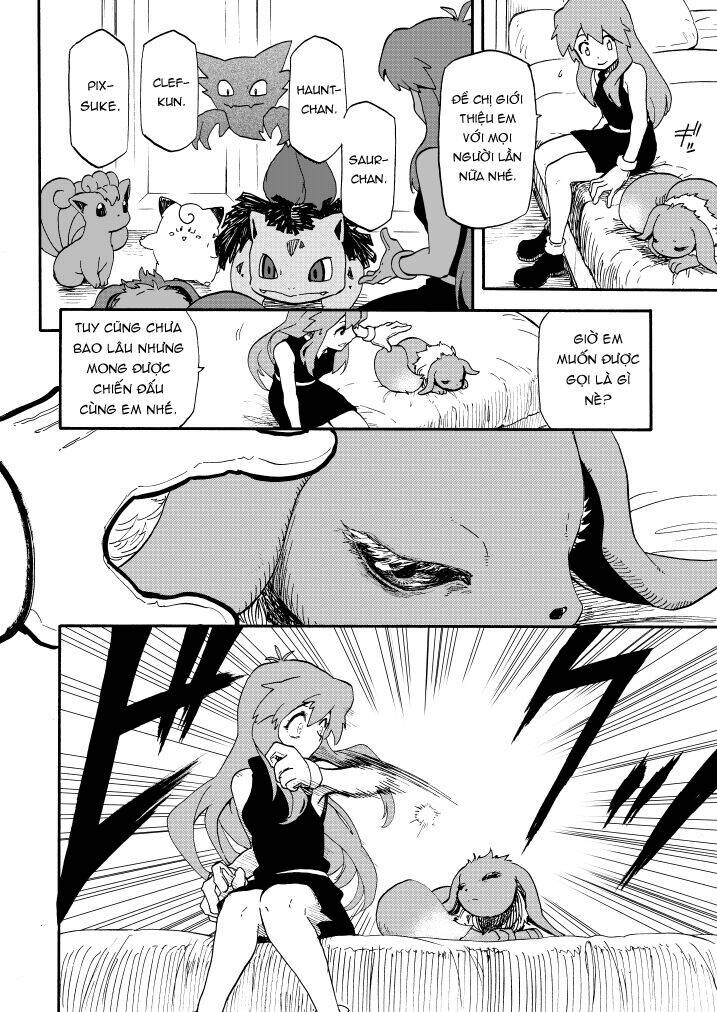 ĐỂ CHỊ GIỚI
THIỆU EM
VỚI MỌI
NGƯỜI LẦN
NỮA NHÉ.
SAUR-
CHAN.
HAUNT-
CHAN.
CLEF-
KUN.
PIX-
SUKE.
GIỜ EM
MUỐN ĐƯỢC
GỌI LÀ GÌ
NÈ?
TUY CŨNG CHƯA
BAO LÂU NHƯNG
MONG ĐƯỢC
CHIẾN ĐẤU
CÙNG EM NHÉ.